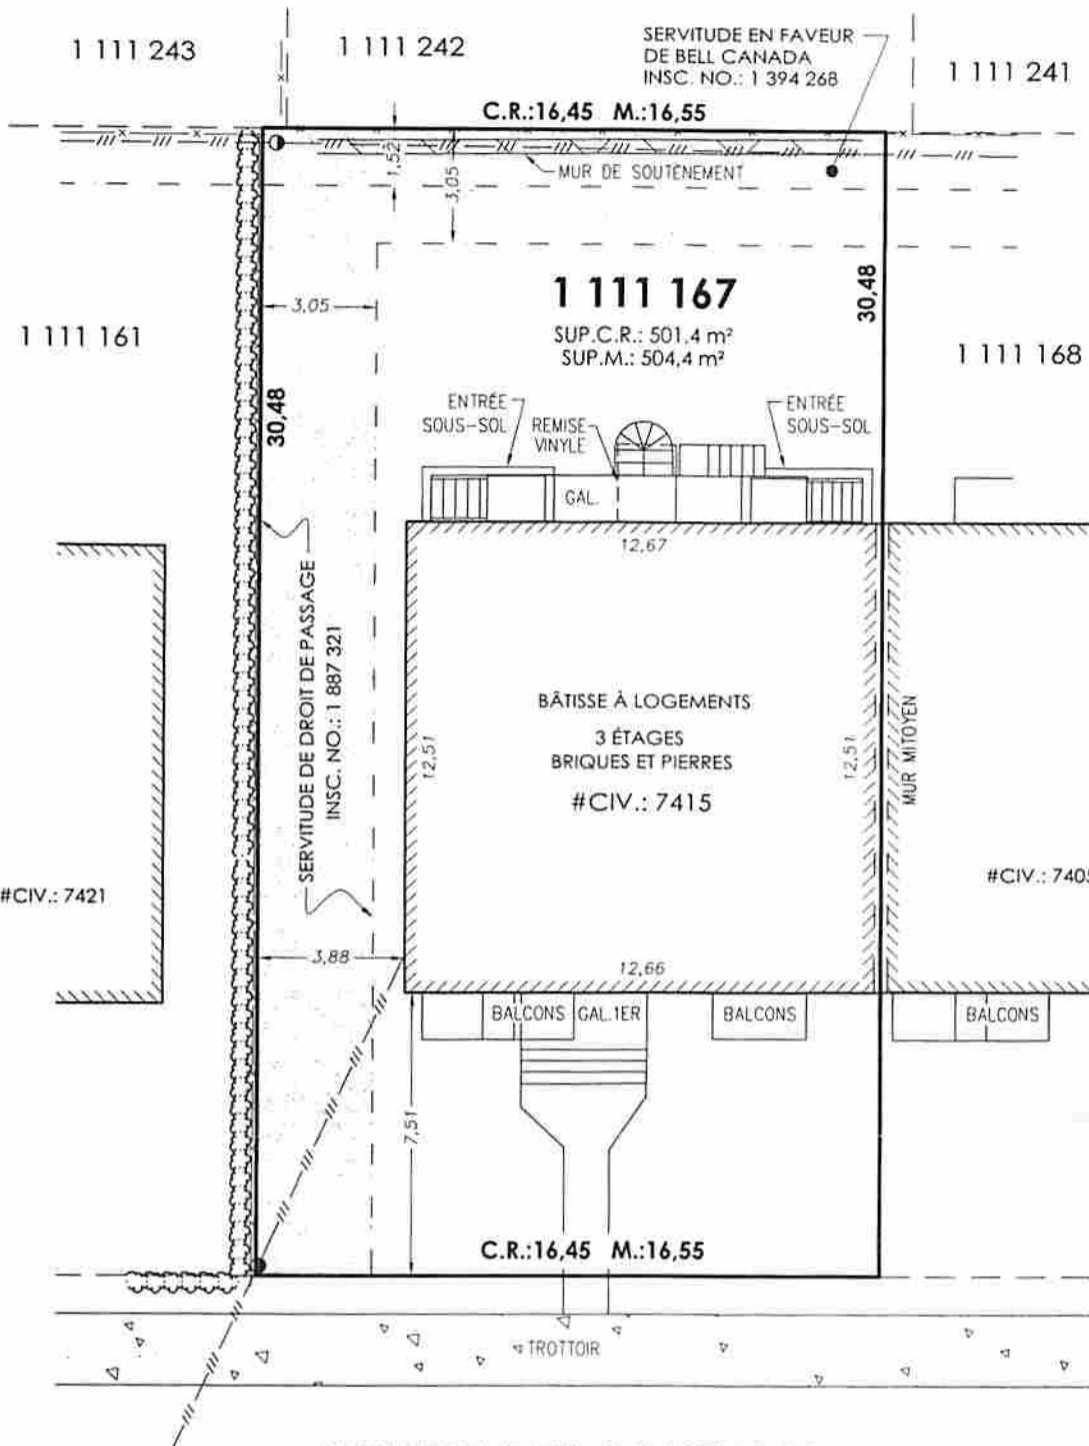 1 111 243
1 111 242
SERVITUDE EN FAVEUR
DE BELL CANADA
INSC. NO.: 1 394 268
1 111 241
C.R.:16,45 M.:16,55
1,52
3,05
MUR DE SOUTÈNEMENT
3,05
1 111 167
SUP.C.R.: 501,4 m²
SUP.M.: 504,4 m²
30,48
1 111 161
1 111 168
30,48
ENTRÉE
SOUS-SOL
REMISE
VINYLE
ENTRÉE
SOUS-SOL
GAL.
12,67
SERVITUDE DE DROIT DE PASSAGE
INSC. NO.: 1 887 321
BÂTISSE À LOGEMENTS
3 ÉTAGES
BRIQUES ET PIERRES
#CIV.: 7415
12,51
12,51
MUR MITOYEN
#CIV.: 7421
#CIV.: 7405
3,88
12,66
BALCONS
GAL.1ER
BALCONS
BALCONS
7,51
C.R.:16,45 M.:16,55
TROTTOIR